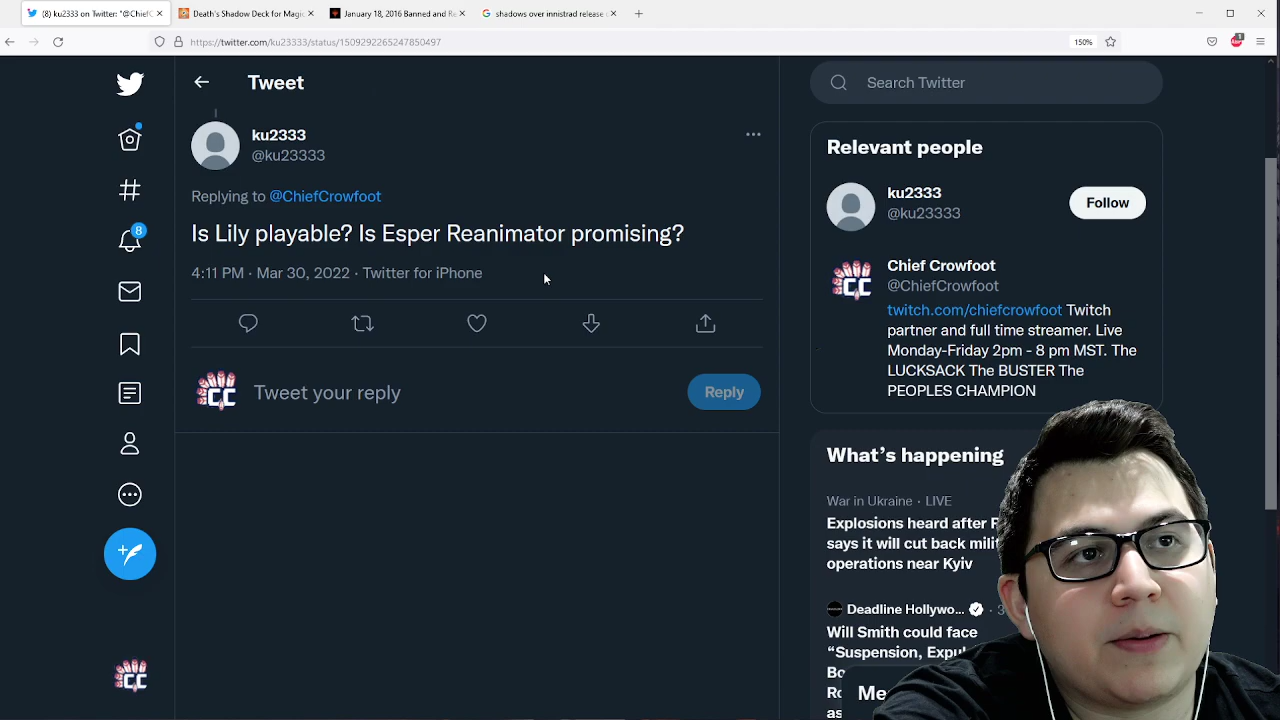 (8) ku2333 on Twitter: "@ChiefC
Death's Shadow Deck for Magic
January 18, 2016 Banned and Re
shadows over innistrad release
https://twitter.com/ku23333/status/1509292265247850497
150%
Tweet
ku2333
@ku23333
Replying to @ChiefCrowfoot
Is Lily playable? Is Esper Reanimator promising?
4:11 PM · Mar 30, 2022 · Twitter for iPhone
Tweet your reply
Reply
8
Search Twitter
Relevant people
ku2333
@ku23333
Follow
Chief Crowfoot
@ChiefCrowfoot
twitch.com/chiefcrowfoot Twitch
partner and full time streamer. Live
Monday-Friday 2pm - 8 pm MST. The
LUCKSACK The BUSTER The
PEOPLES CHAMPION
What's happening
War in Ukraine · LIVE
Explosions heard after
says it will cut back mili
operations near Kyiv
Deadline Hollywo...
Will Smith could face
"Suspension,
CC